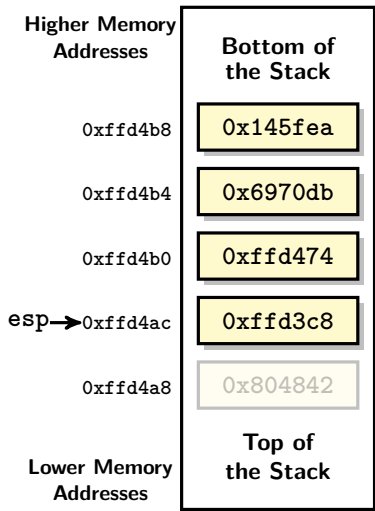 Higher Memory
Addresses
Bottom of
the Stack
0xffd4b8 0x145fea
0xffd4b4 0x6970db
0xffd4b0 0xffd474
esp 0xffd4ac 0xffd3c8
0xffd4a8 0x804842
Top of
the Stack
Lower Memory
Addresses